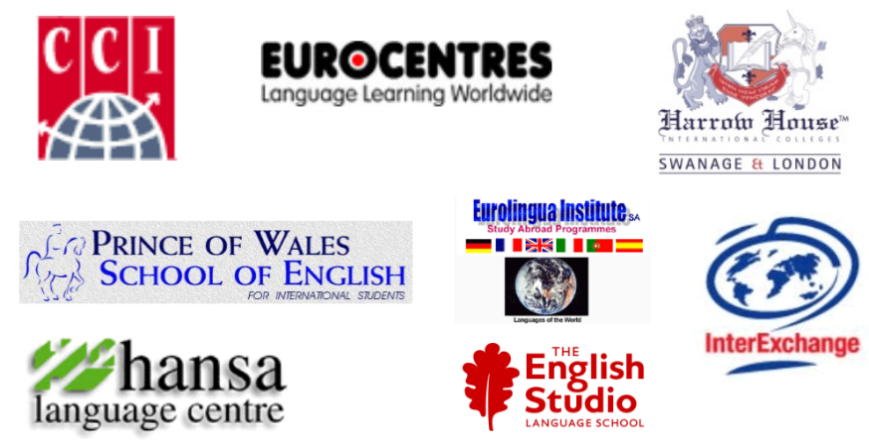 CCI
EUROCENTRES
Language Learning Worldwide
Harrow House™
INTERNATIONAL COLLEGES
SWANAGE & LONDON
PRINCE OF WALES
SCHOOL OF ENGLISH
FOR INTERNATIONAL STUDENTS
Eurolingua Institute SA
Study Abroad Programmes
Languages of the World
InterExchange
hansa
language centre
THE
English
Studio
LANGUAGE SCHOOL